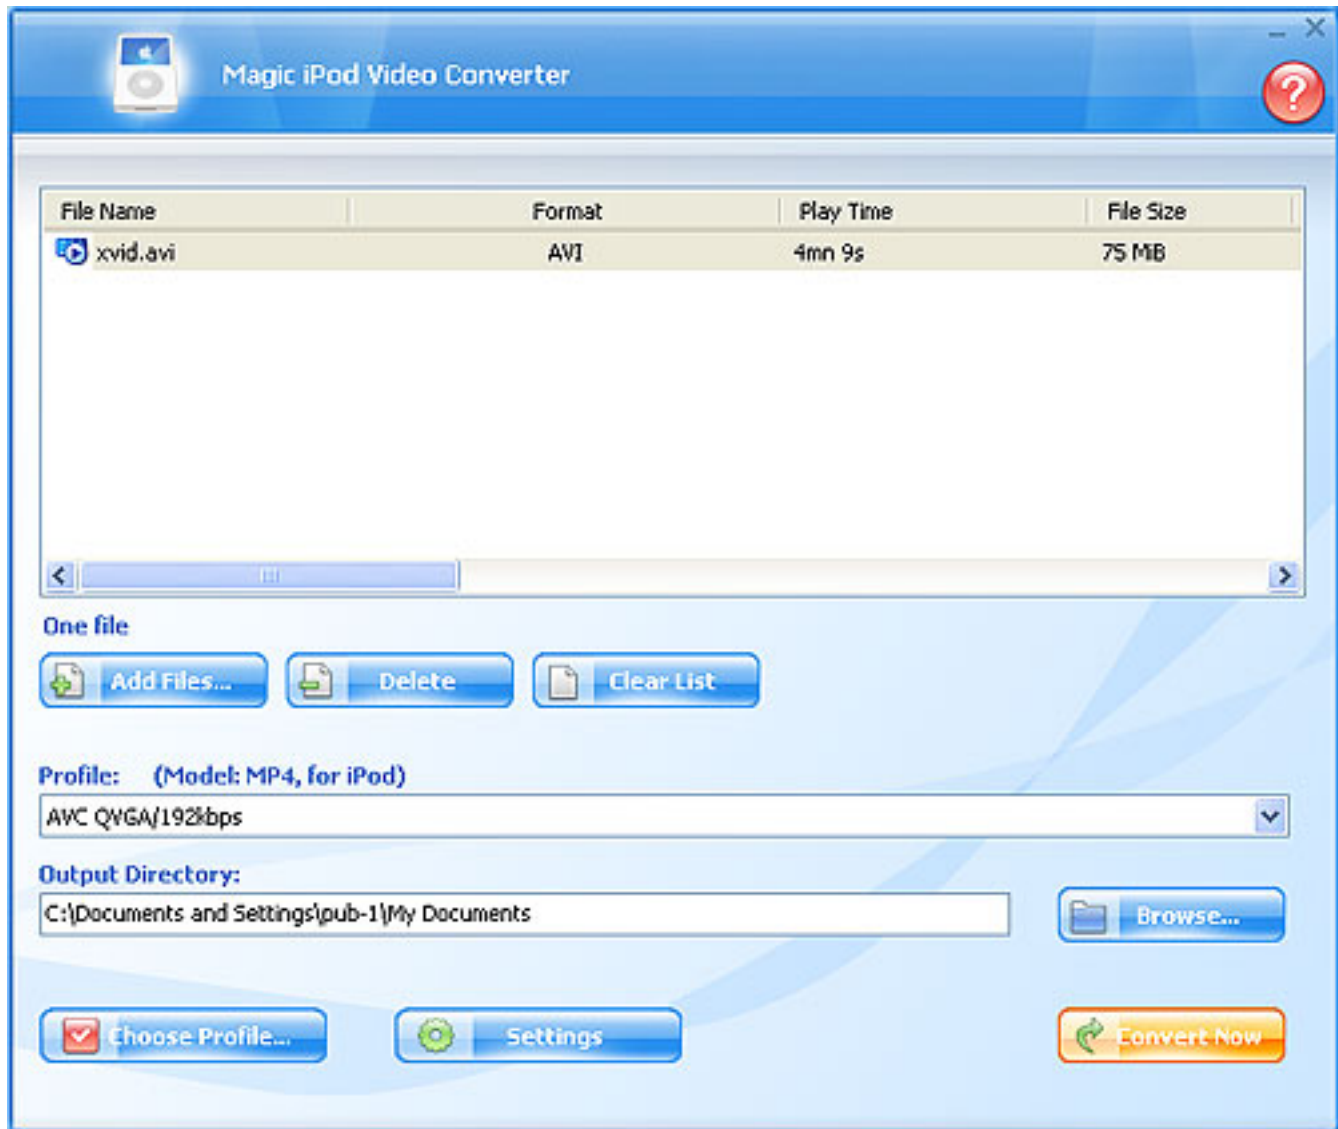 Magic iPod Video Converter
?
File Name Format Play Time File Size
xvid.avi AVI 4mn 9s 75 MiB
One file
Add Files... Delete Clear List
Profile: (Model: MP4, for iPod)
AVC QVGA/192kbps
Output Directory:
C:\Documents and Settings\pub-1\My Documents
Browse...
Choose Profile... Settings Convert Now